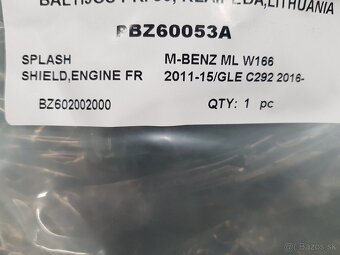 KLAIPEDA,LITHUANIA
PBZ60053A
SPLASH M-BENZ ML W166
SHIELD,ENGINE FR 2011-15/GLE C292 2016-
BZ602002000 QTY: 1 pc
Bazos.sk